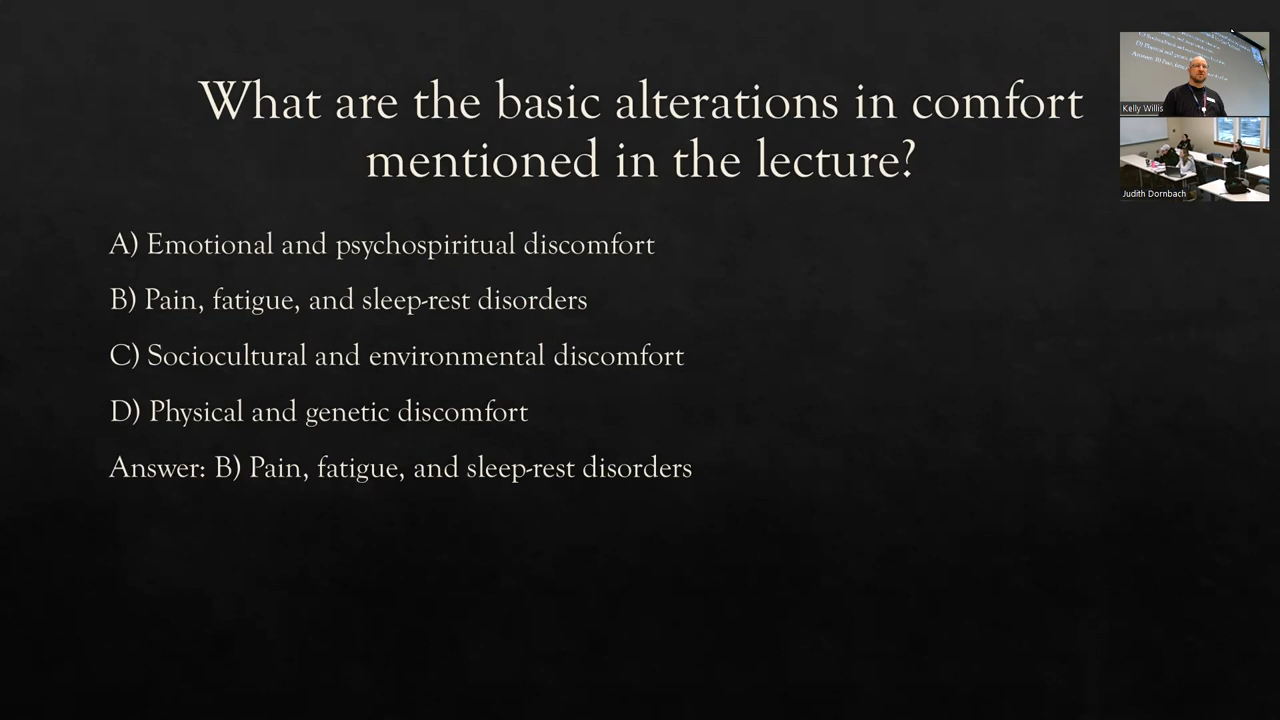 What are the basic alterations in comfort
mentioned in the lecture?
A) Emotional and psychospiritual discomfort
B) Pain, fatigue, and sleep-rest disorders
C) Sociocultural and environmental discomfort
D) Physical and genetic discomfort
Answer: B) Pain, fatigue, and sleep-rest disorders
Kelly Willis
Judith Dornbach